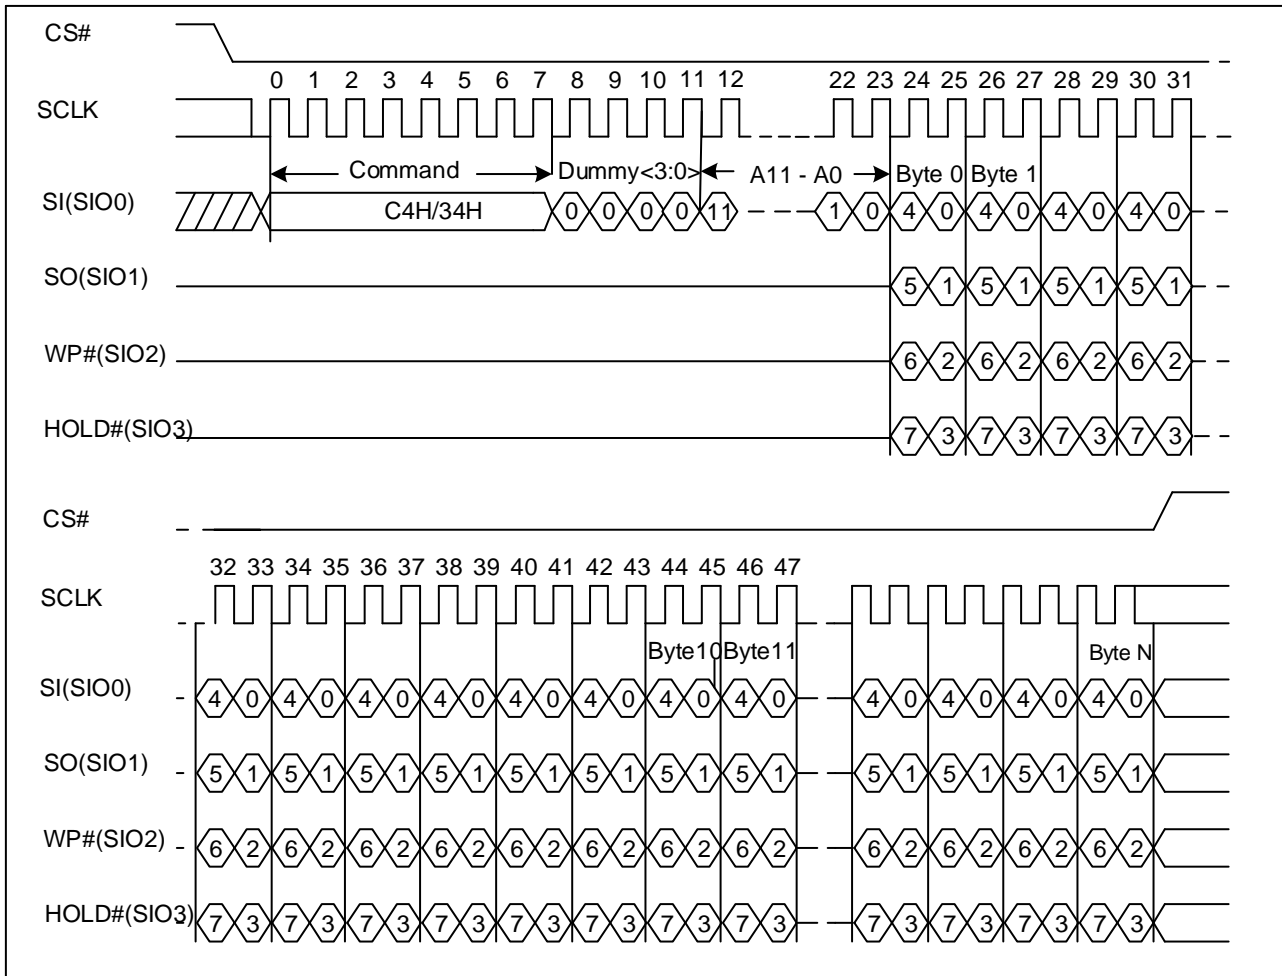 CS#
0 1 2 3 4 5 6 7 8 9 10 11 12 22 23 24 25 26 27 28 29 30 31
SCLK
Command Dummy<3:0> A11 - A0 Byte 0 Byte 1
SI(SIO0) C4H/34H 0 0 0 0 11 1 0 4 0 4 0 4 0 4 0
SO(SIO1) 5 1 5 1 5 1 5 1
WP#(SIO2) 6 2 6 2 6 2 6 2
HOLD#(SIO3) 7 3 7 3 7 3 7 3
CS#
32 33 34 35 36 37 38 39 40 41 42 43 44 45 46 47
SCLK
Byte10 Byte11 Byte N
SI(SIO0) 4 0 4 0 4 0 4 0 4 0 4 0 4 0 4 0 4 0 4 0 4 0 4 0
SO(SIO1) 5 1 5 1 5 1 5 1 5 1 5 1 5 1 5 1 5 1 5 1 5 1 5 1
WP#(SIO2) 6 2 6 2 6 2 6 2 6 2 6 2 6 2 6 2 6 2 6 2 6 2 6 2
HOLD#(SIO3) 7 3 7 3 7 3 7 3 7 3 7 3 7 3 7 3 7 3 7 3 7 3 7 3